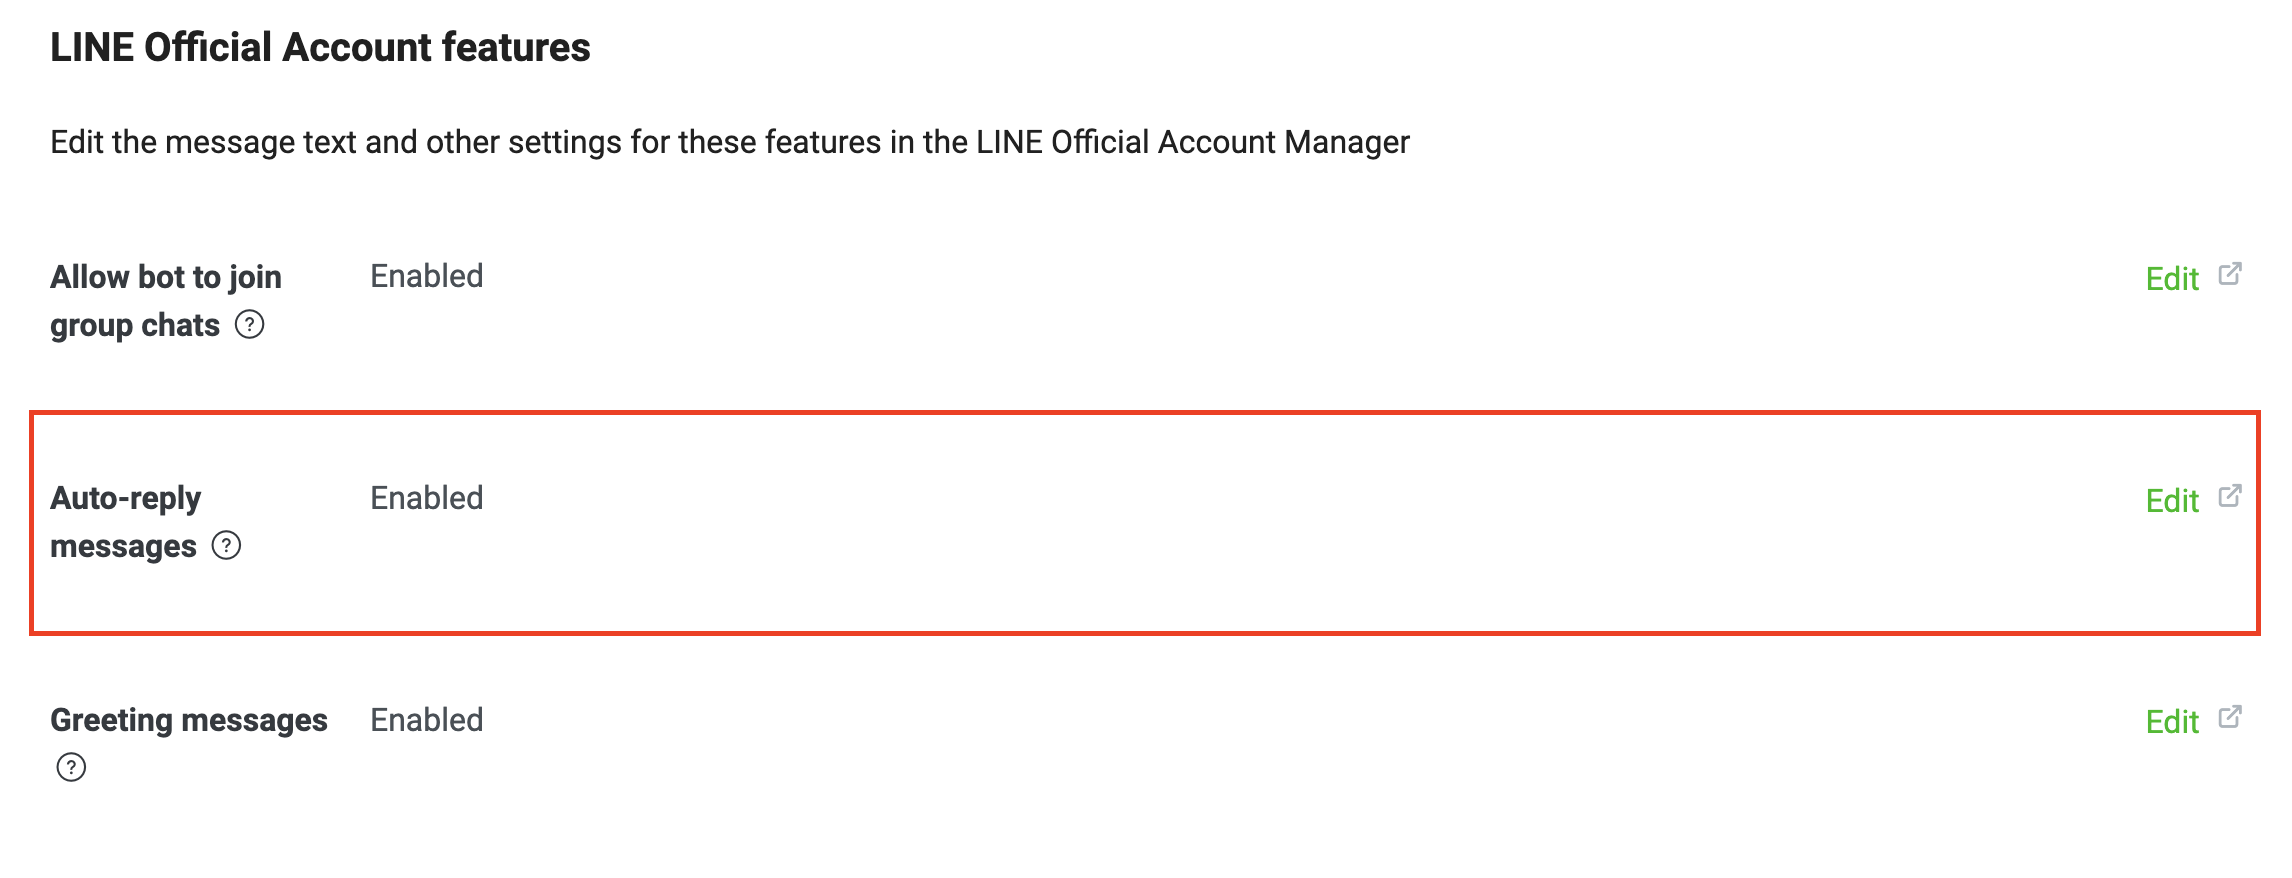 LINE Official Account features
Edit the message text and other settings for these features in the LINE Official Account Manager
Allow bot to join
group chats ?
Enabled
Edit
Auto-reply
messages ?
Enabled
Edit
Greeting messages
?
Enabled
Edit